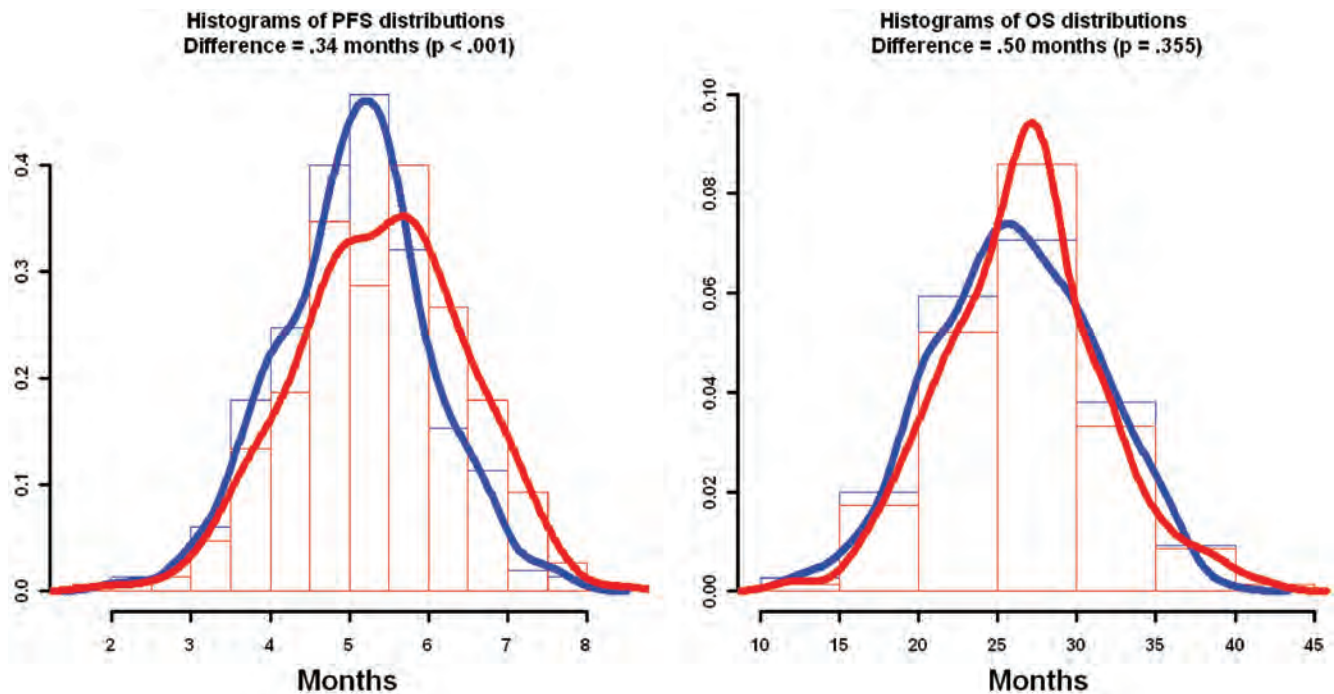 Histograms of PFS distributions
Difference = .34 months (p < .001)
0.4
0.3
0.2
0.1
0.0
2 3 4 5 6 7 8
Months
Histograms of OS distributions
Difference = .50 months (p = .355)
0.10
0.08
0.06
0.04
0.02
0.00
10 15 20 25 30 35 40 45
Months